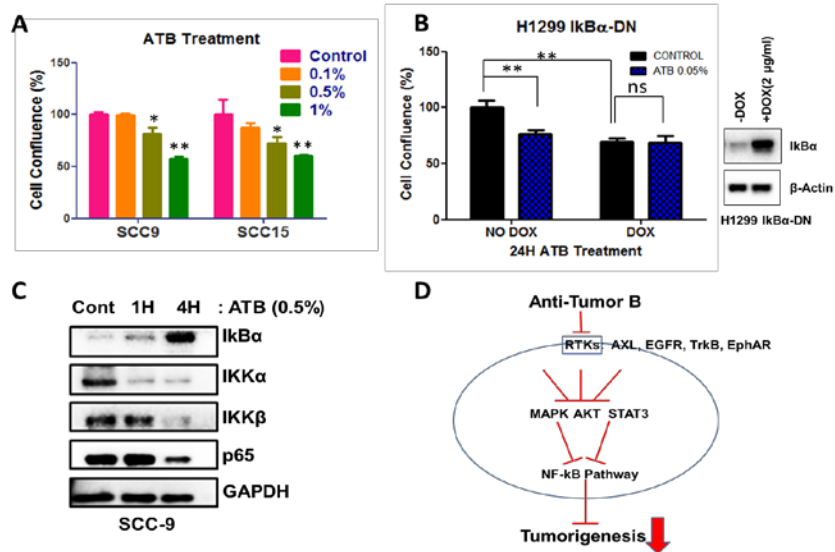 A
ATB Treatment
Control
0.1%
0.5%
1%
Cell Confluence (%)
150
100
50
0
*
**
*
**
SCC9
SCC15
B
H1299 IkBα-DN
CONTROL
ATB 0.05%
Cell Confluence (%)
150
100
50
0
**
**
ns
NO DOX
DOX
24H ATB Treatment
-DOX
+DOX(2 µg/ml)
IkBα
β-Actin
H1299 IkBα-DN
C
Cont 1H 4H : ATB (0.5%)
IkBα
IKKα
IKKβ
p65
GAPDH
SCC-9
D
Anti-Tumor B
RTKs AXL, EGFR, TrkB, EphAR
MAPK AKT STAT3
NF-kB Pathway
Tumorigenesis